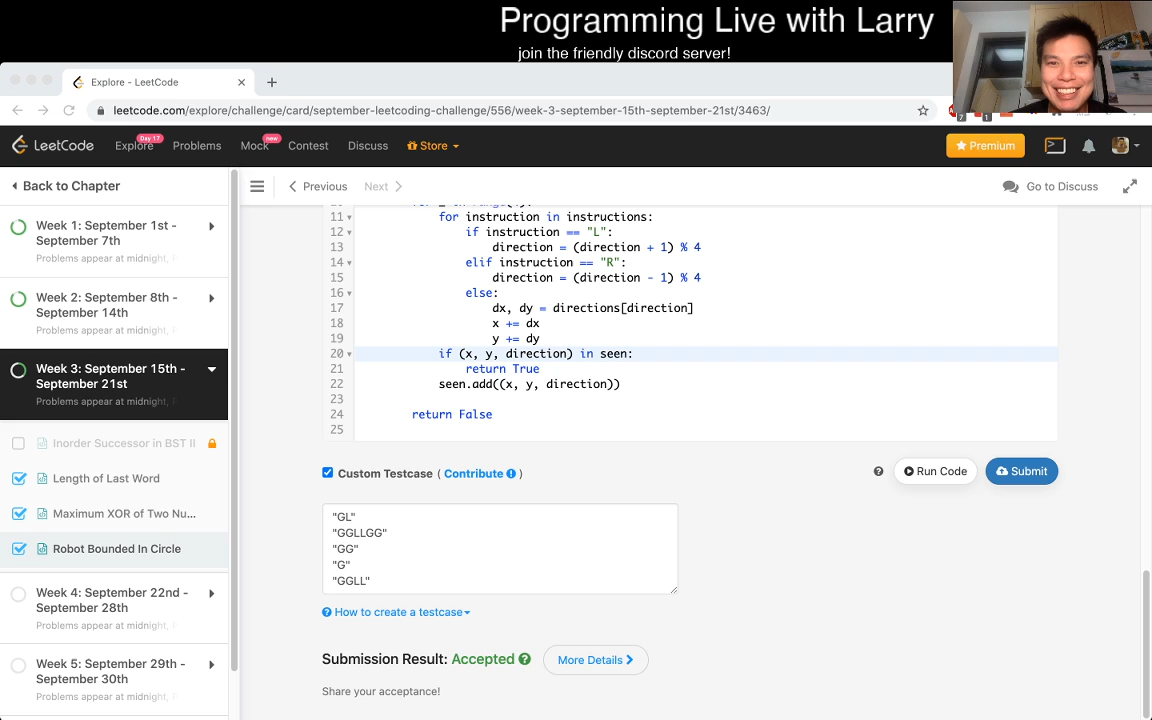 Programming Live with Larry
join the friendly discord server!
Explore - LeetCode
leetcode.com/explore/challenge/card/september-leetcoding-challenge/556/week-3-september-15th-september-21st/3463/
7
1
LeetCode
Explore
Day 17
Problems
Mock
new
Contest
Discuss
Store
Premium
Back to Chapter
Previous
Next
Go to Discuss
Week 1: September 1st -
September 7th
Problems appear at midnight,
Week 2: September 8th -
September 14th
Problems appear at midnight,
Week 3: September 15th -
September 21st
Problems appear at midnight,
Inorder Successor in BST II
Length of Last Word
Maximum XOR of Two Nu...
Robot Bounded In Circle
Week 4: September 22nd -
September 28th
Problems appear at midnight,
Week 5: September 29th -
September 30th
Problems appear at midnight,
11 for instruction in instructions:
12 if instruction == "L":
13 direction = (direction + 1) % 4
14 elif instruction == "R":
15 direction = (direction - 1) % 4
16 else:
17 dx, dy = directions[direction]
18 x += dx
19 y += dy
20 if (x, y, direction) in seen:
21 return True
22 seen.add((x, y, direction))
23
24 return False
25
Custom Testcase ( Contribute )
Run Code
Submit
"GL"
"GGLLGG"
"GG"
"G"
"GGLL"
How to create a testcase
Submission Result: Accepted
More Details
Share your acceptance!